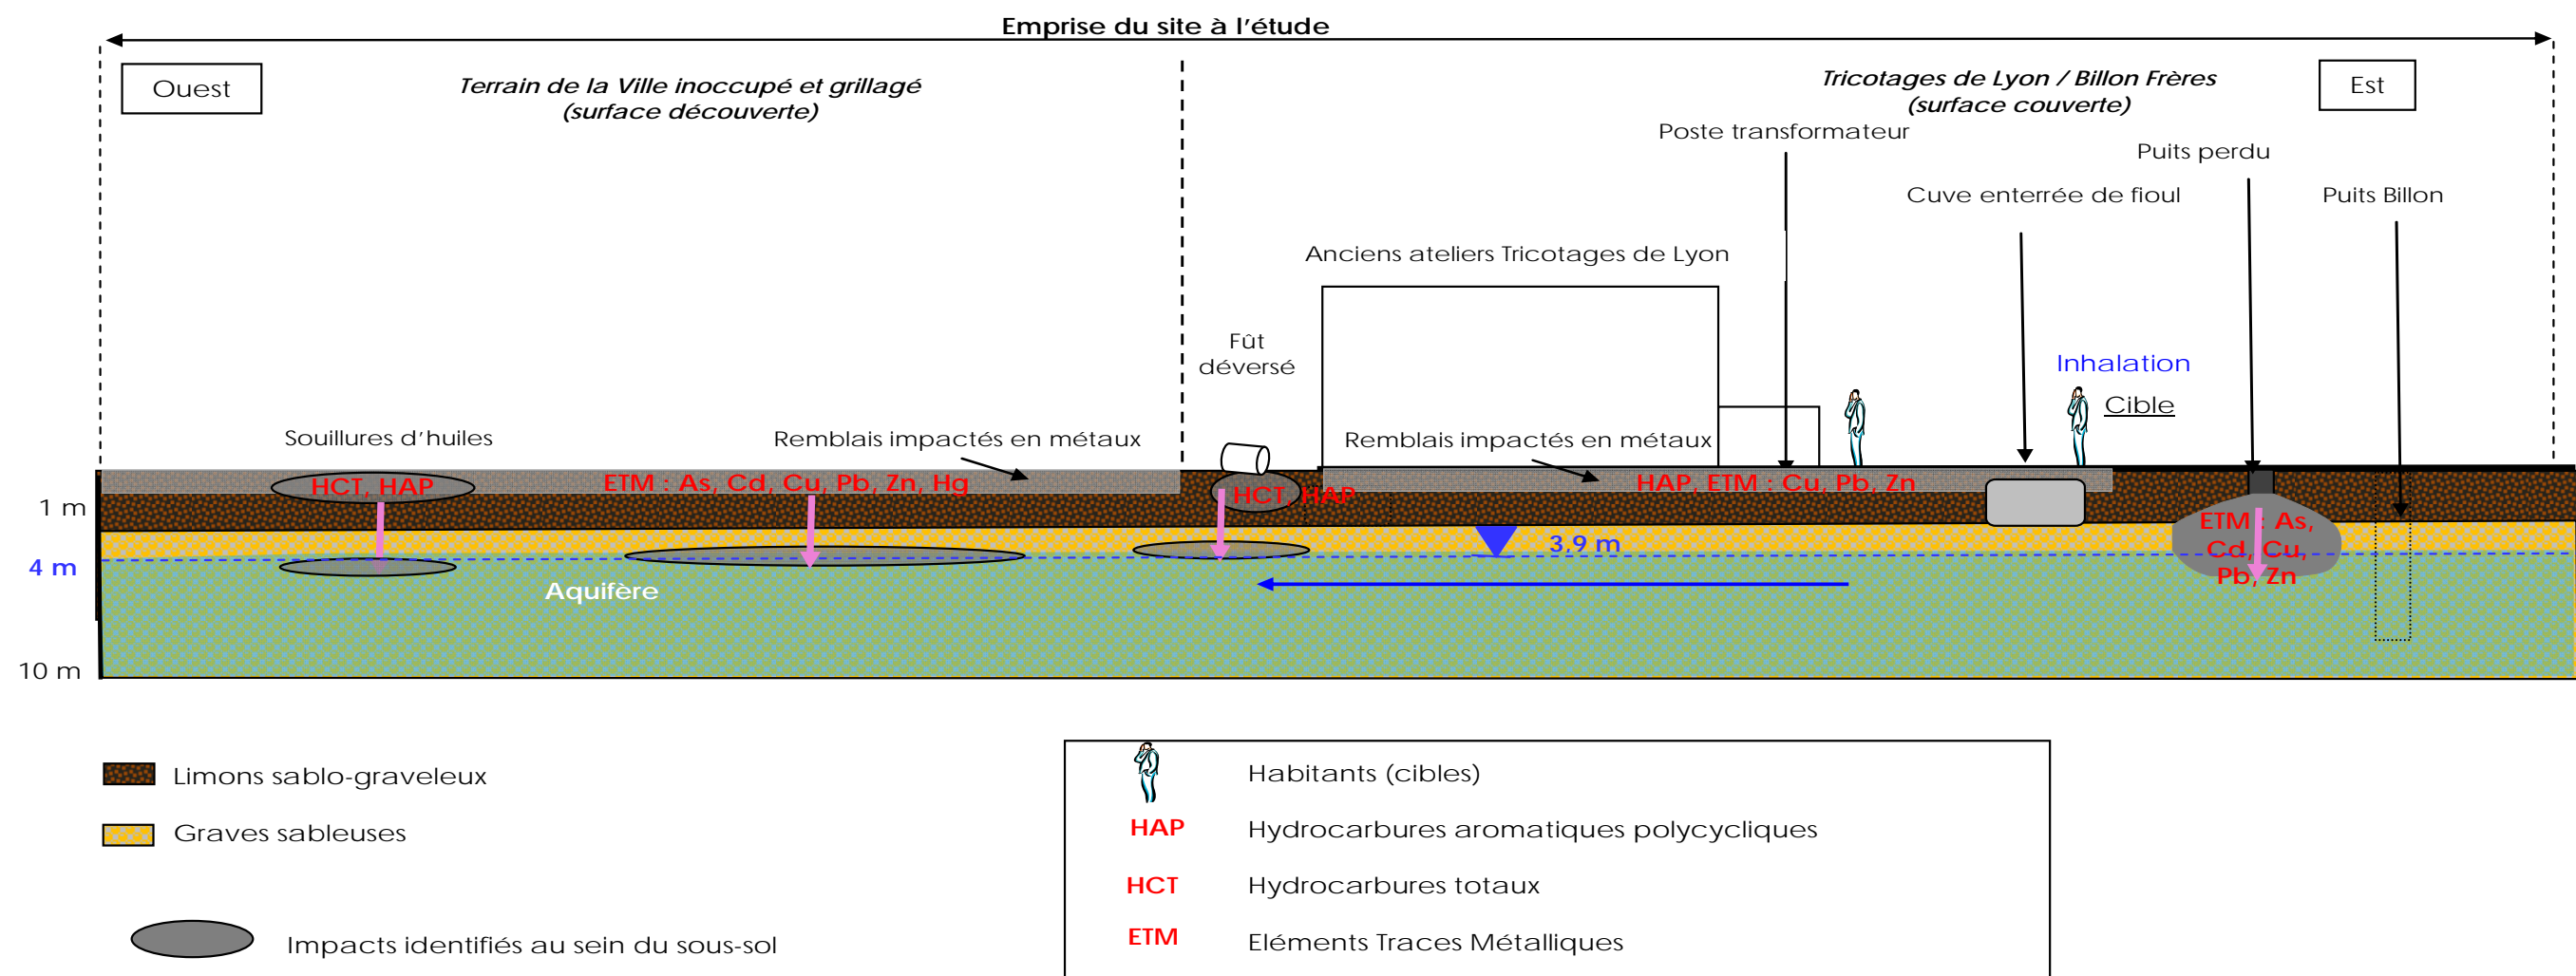 Emprise du site à l'étude
Ouest
Terrain de la Ville inoccupé et grillagé
(surface découverte)
Tricotages de Lyon / Billon Frères
(surface couverte)
Est
Poste transformateur
Puits perdu
Cuve enterrée de fioul
Puits Billon
Anciens ateliers Tricotages de Lyon
Fût
déversé
Inhalation
Cible
Souillures d'huiles
Remblais impactés en métaux
Remblais impactés en métaux
HCT, HAP
ETM : As, Cd, Cu, Pb, Zn, Hg
HCT, HAP
HAP, ETM : Cu, Pb, Zn
ETM : As,
Cd, Cu,
Pb, Zn
1 m
3,9 m
4 m
Aquifère
10 m
Limons sablo-graveleux
Graves sableuses
Impacts identifiés au sein du sous-sol
Habitants (cibles)
HAP Hydrocarbures aromatiques polycycliques
HCT Hydrocarbures totaux
ETM Eléments Traces Métalliques